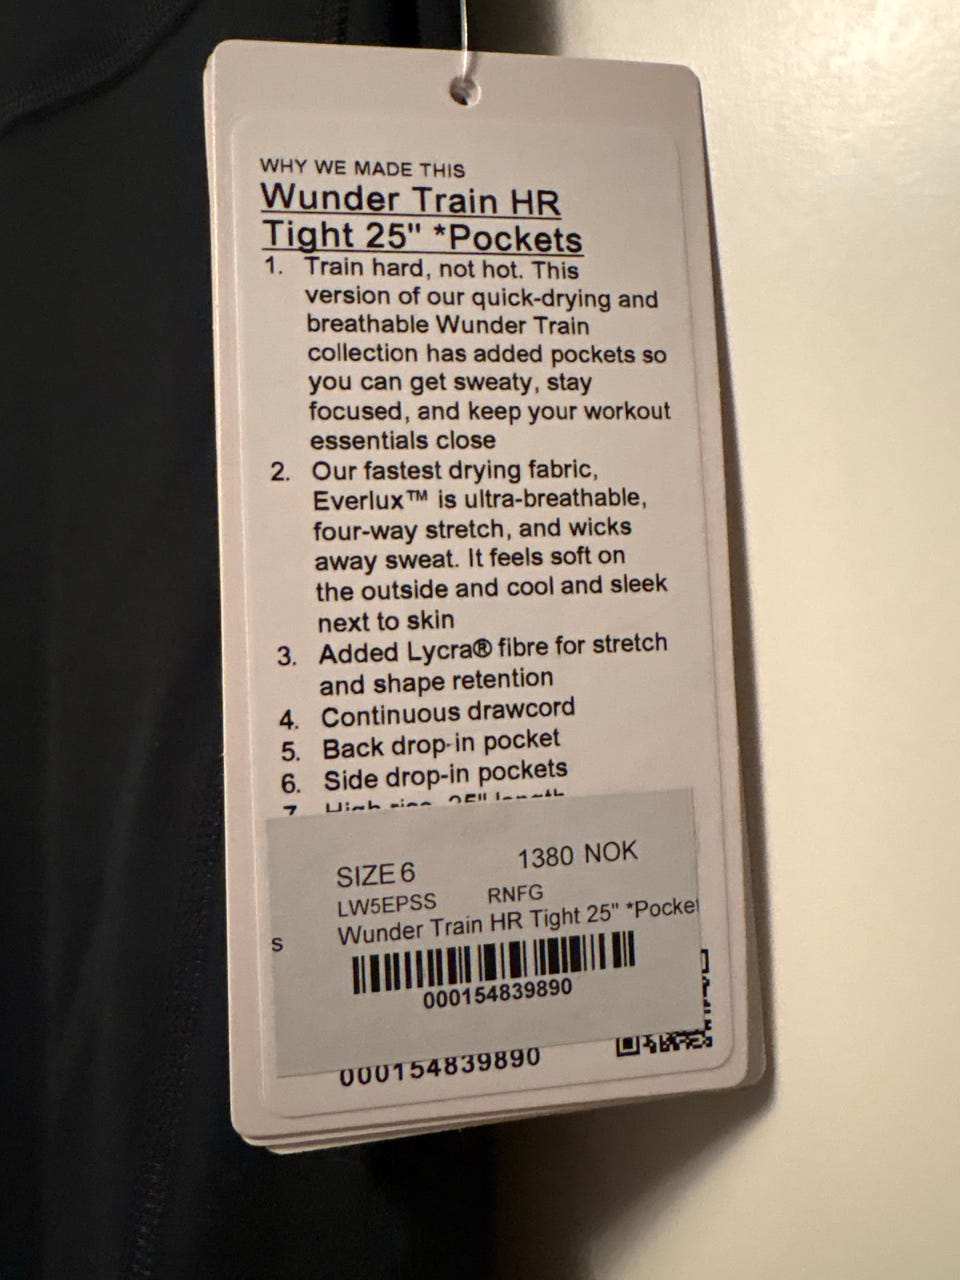 WHY WE MADE THIS
Wunder Train HR
Tight 25" *Pockets
1. Train hard, not hot. This
version of our quick-drying and
breathable Wunder Train
collection has added pockets so
you can get sweaty, stay
focused, and keep your workout
essentials close
2. Our fastest drying fabric,
Everlux™ is ultra-breathable,
four-way stretch, and wicks
away sweat. It feels soft on
the outside and cool and sleek
next to skin
3. Added Lycra® fibre for stretch
and shape retention
4. Continuous drawcord
5. Back drop-in pocket
6. Side drop-in pockets
7. High rise, 25" length
SIZE 6 1380 NOK
LW5EPSS RNFG
s Wunder Train HR Tight 25" *Pocket
000154839890
000154839890